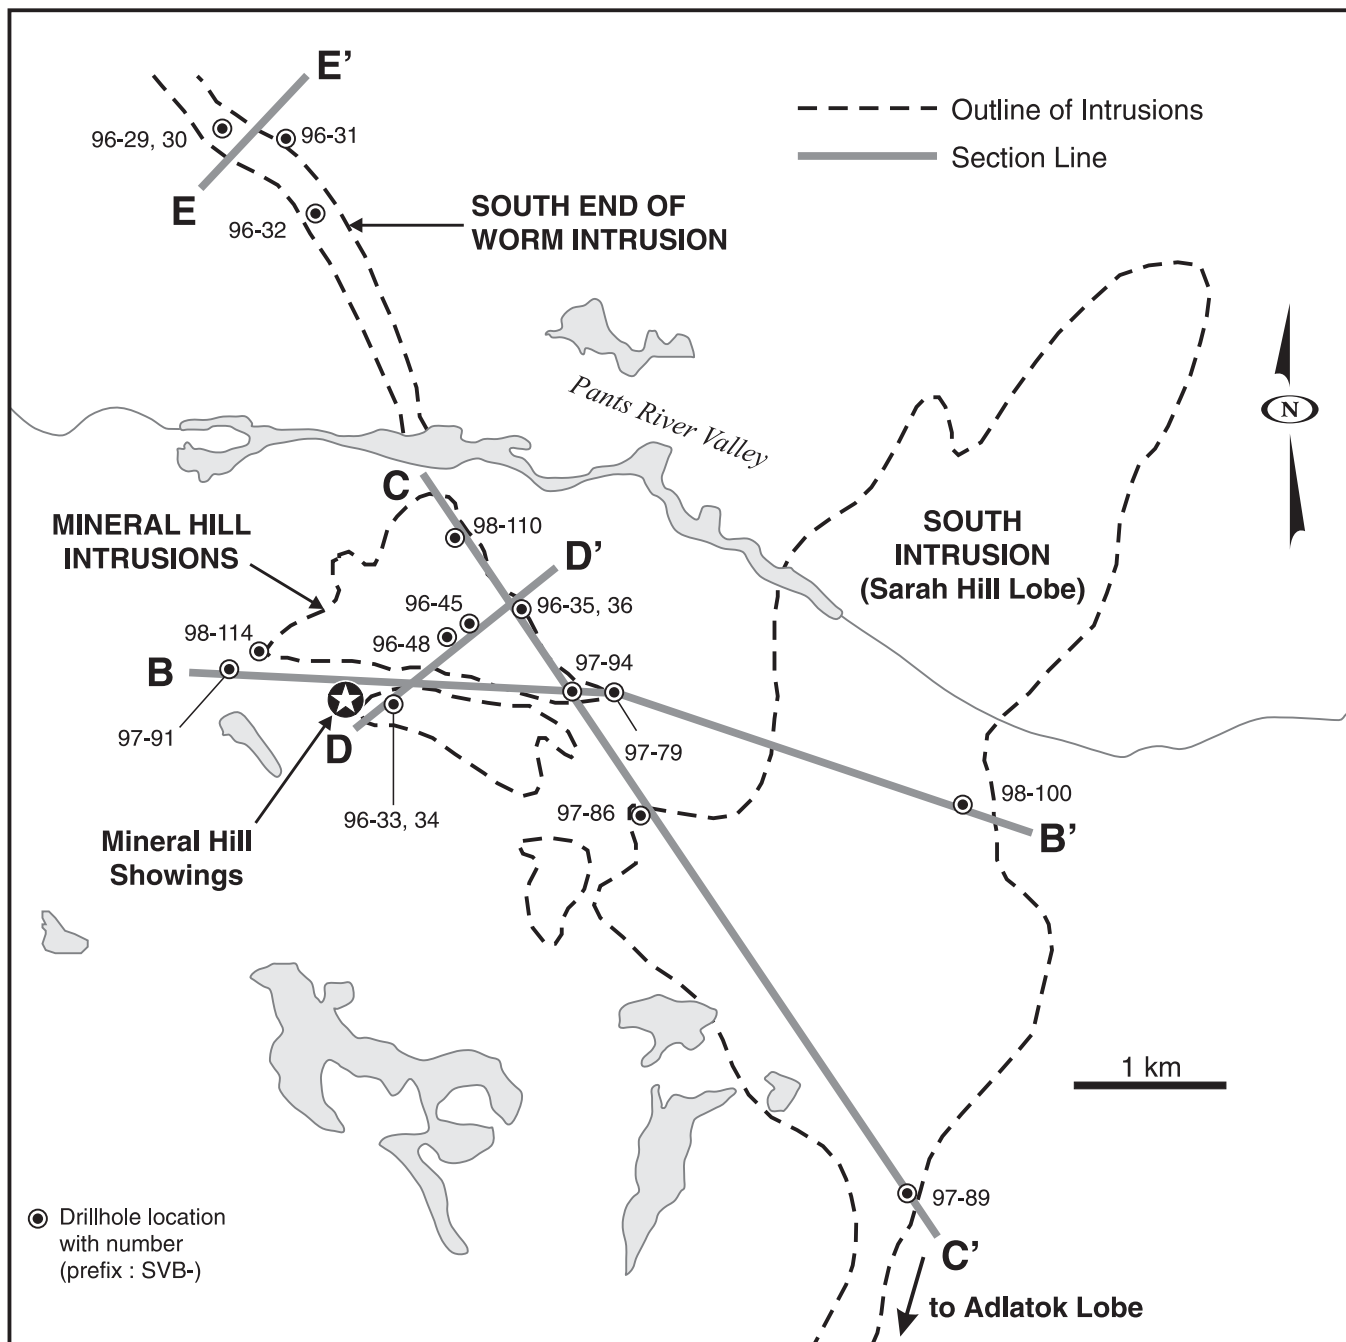 E’
96-29, 30
96-31
E
96-32
SOUTH END OF
WORM INTRUSION
Outline of Intrusions
Section Line
Pants River Valley
N
C
MINERAL HILL
INTRUSIONS
98-110
D’
SOUTH
INTRUSION
(Sarah Hill Lobe)
96-45
96-35, 36
98-114
96-48
B
97-94
97-91
D
97-79
96-33, 34
97-86
98-100
B’
Mineral Hill
Showings
1 km
97-89
Drillhole location
with number
(prefix : SVB-)
C’
to Adlatok Lobe